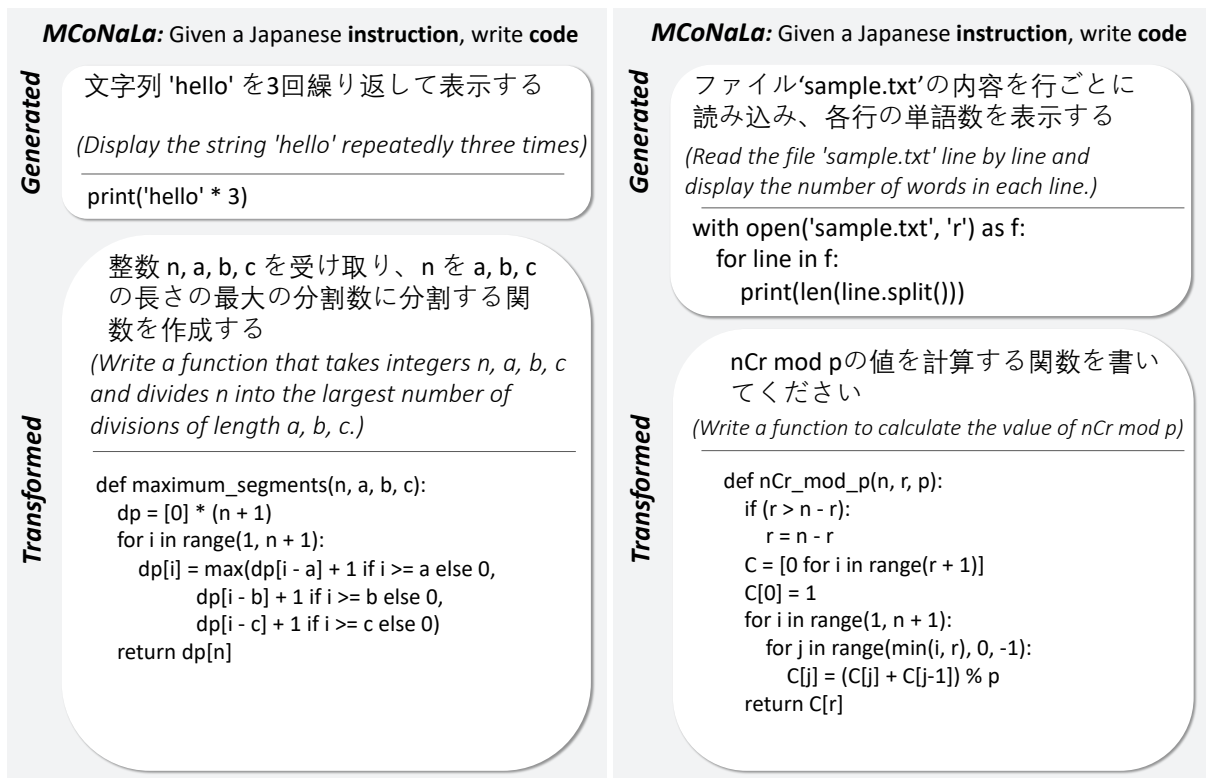 MCoNaLa: Given a Japanese instruction, write code
Generated
文字列 'hello' を3回繰り返して表示する
(Display the string 'hello' repeatedly three times)
print('hello' * 3)
Transformed
整数 n, a, b, c を受け取り、n を a, b, c
の長さの最大の分割数に分割する関
数を作成する
(Write a function that takes integers n, a, b, c
and divides n into the largest number of
divisions of length a, b, c.)
def maximum_segments(n, a, b, c):
dp = [0] * (n + 1)
for i in range(1, n + 1):
dp[i] = max(dp[i - a] + 1 if i >= a else 0,
dp[i - b] + 1 if i >= b else 0,
dp[i - c] + 1 if i >= c else 0)
return dp[n]
MCoNaLa: Given a Japanese instruction, write code
Generated
ファイル‘sample.txt’の内容を行ごとに
読み込み、各行の単語数を表示する
(Read the file 'sample.txt' line by line and
display the number of words in each line.)
with open('sample.txt', 'r') as f:
for line in f:
print(len(line.split()))
Transformed
nCr mod pの値を計算する関数を書い
てください
(Write a function to calculate the value of nCr mod p)
def nCr_mod_p(n, r, p):
if (r > n - r):
r = n - r
C = [0 for i in range(r + 1)]
C[0] = 1
for i in range(1, n + 1):
for j in range(min(i, r), 0, -1):
C[j] = (C[j] + C[j-1]) % p
return C[r]